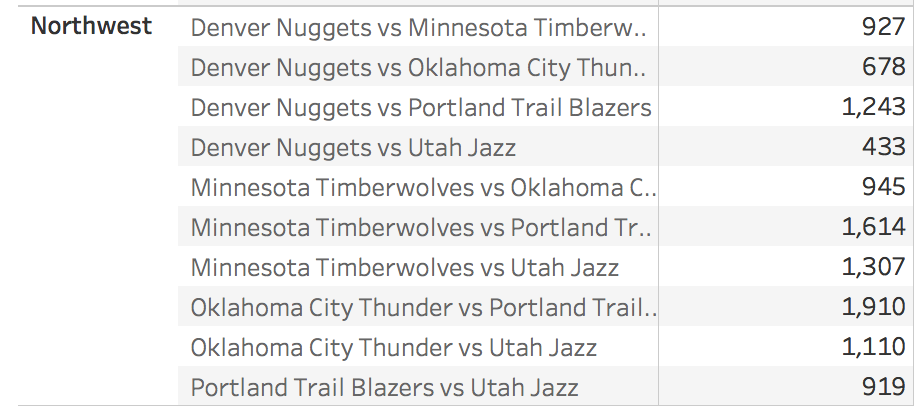 Northwest Denver Nuggets vs Minnesota Timberw.. 927
Denver Nuggets vs Oklahoma City Thun.. 678
Denver Nuggets vs Portland Trail Blazers 1,243
Denver Nuggets vs Utah Jazz 433
Minnesota Timberwolves vs Oklahoma C.. 945
Minnesota Timberwolves vs Portland Tr.. 1,614
Minnesota Timberwolves vs Utah Jazz 1,307
Oklahoma City Thunder vs Portland Trail.. 1,910
Oklahoma City Thunder vs Utah Jazz 1,110
Portland Trail Blazers vs Utah Jazz 919